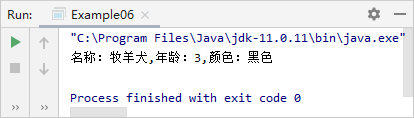 Run: Example06
"C:\Program Files\Java\jdk-11.0.11\bin\java.exe"
名称：牧羊犬,年龄：3,颜色：黑色
Process finished with exit code 0